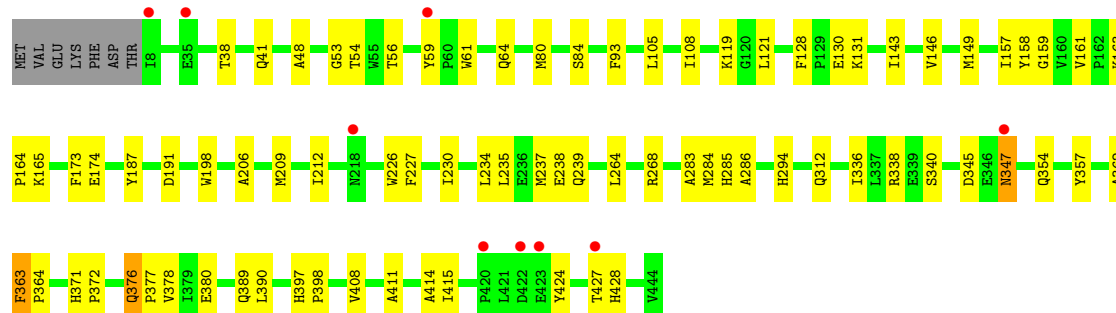 MET VAL GLU LYS PHE ASP THR I8 E35 T38 Q41 A48 G53 T54 W55 T56 Y59 P60 W61 Q64 M80 S84 F93 L105 I108 K119 G120 L121 F128 P129 E130 K131 I143 V146 M149 I157 Y158 G159 V160 V161 P162
P164 K165 F173 E174 Y187 D191 W198 A206 M209 I212 N218 W226 F227 I230 L234 L235 E236 M237 E238 Q239 L264 R268 A283 M284 H285 A286 H294 Q312 I336 L337 R338 E339 S340 D345 E346 N347 Q354 Y357
F363 P364 H371 P372 Q376 P377 V378 I379 E380 Q389 L390 H397 P398 V408 A411 A414 I415 P420 L421 D422 E423 Y424 T427 H428 V444